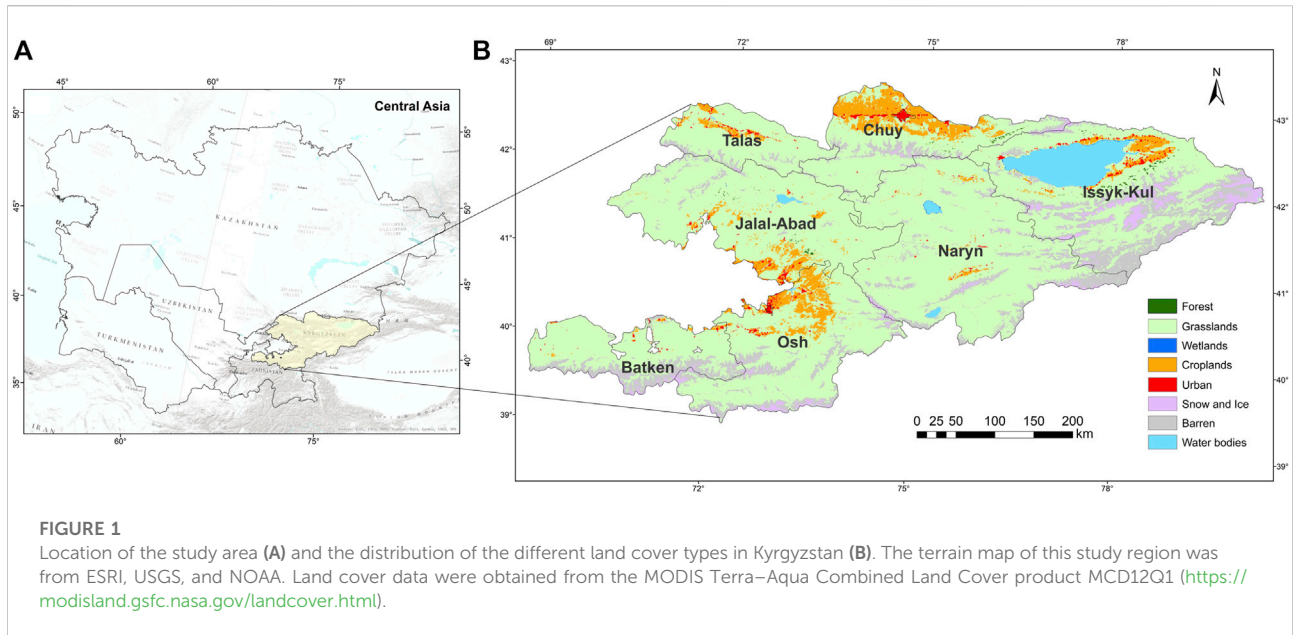 A
B
45°
60°
75°
Central Asia
50°
55°
45°
50°
40°
45°
35°
40°
60°
75°
KAZAKHSTAN
UZBEKISTAN
TURKMENISTAN
KYRGYZSTAN
TAJIKISTAN
IRAN
69°
72°
75°
78°
43°
42°
41°
40°
39°
43°
42°
41°
40°
39°
72°
75°
78°
N
Talas
Chuy
Issyk-Kul
Jalal-Abad
Naryn
Osh
Batken
Forest
Grasslands
Wetlands
Croplands
Urban
Snow and Ice
Barren
Water bodies
0 25 50 100 150 200
km
FIGURE 1
Location of the study area (A) and the distribution of the different land cover types in Kyrgyzstan (B). The terrain map of this study region was
from ESRI, USGS, and NOAA. Land cover data were obtained from the MODIS Terra–Aqua Combined Land Cover product MCD12Q1 (https://
modisland.gsfc.nasa.gov/landcover.html).